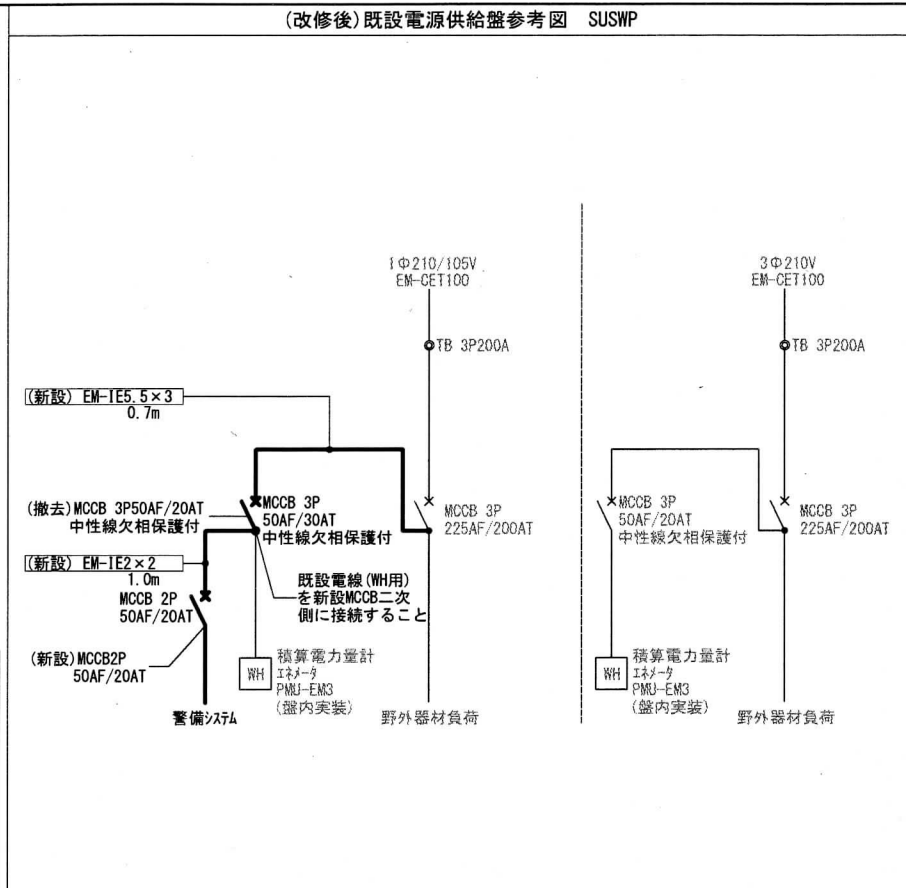 (改修後)既設電源供給盤参考図 SUSWP
1Φ210/105V
EM-CET100
TB 3P200A
(新設) EM-IE5.5×3
0.7m
(撤去)MCCB 3P50AF/20AT
中性線欠相保護付
MCCB 3P
50AF/30AT
中性線欠相保護付
MCCB 3P
225AF/200AT
(新設) EM-IE2×2
1.0m
MCCB 2P
50AF/20AT
既設電線(WH用)
を新設MCCB二次
側に接続すること
(新設)MCCB2P
50AF/20AT
WH
積算電力量計
エネメータ
PMU-EM3
(盤内実装)
警備システム
野外器材負荷
3Φ210V
EM-CET100
TB 3P200A
MCCB 3P
50AF/20AT
中性線欠相保護付
MCCB 3P
225AF/200AT
WH
積算電力量計
エネメータ
PMU-EM3
(盤内実装)
野外器材負荷